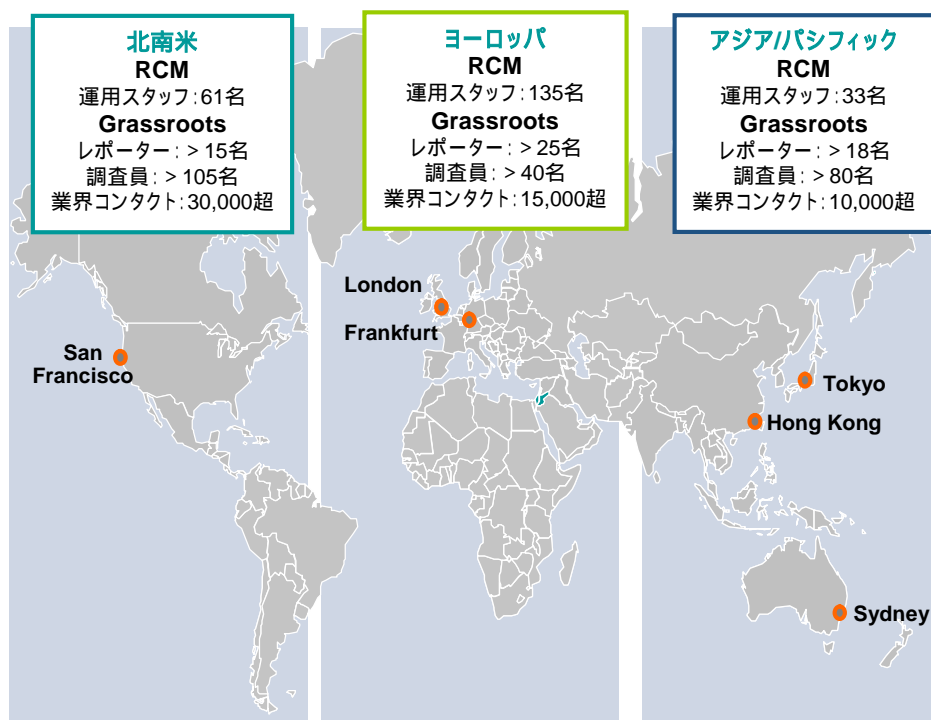 北南米
RCM
運用スタッフ:61名
Grassroots
レポーター: > 15名
調査員: > 105名
業界コンタクト:30,000超
ヨーロッパ
RCM
運用スタッフ:135名
Grassroots
レポーター: > 25名
調査員: > 40名
業界コンタクト:15,000超
アジア/パシフィック
RCM
運用スタッフ:33名
Grassroots
レポーター: > 18名
調査員: > 80名
業界コンタクト:10,000超
London
Frankfurt
San
Francisco
Tokyo
Hong Kong
Sydney